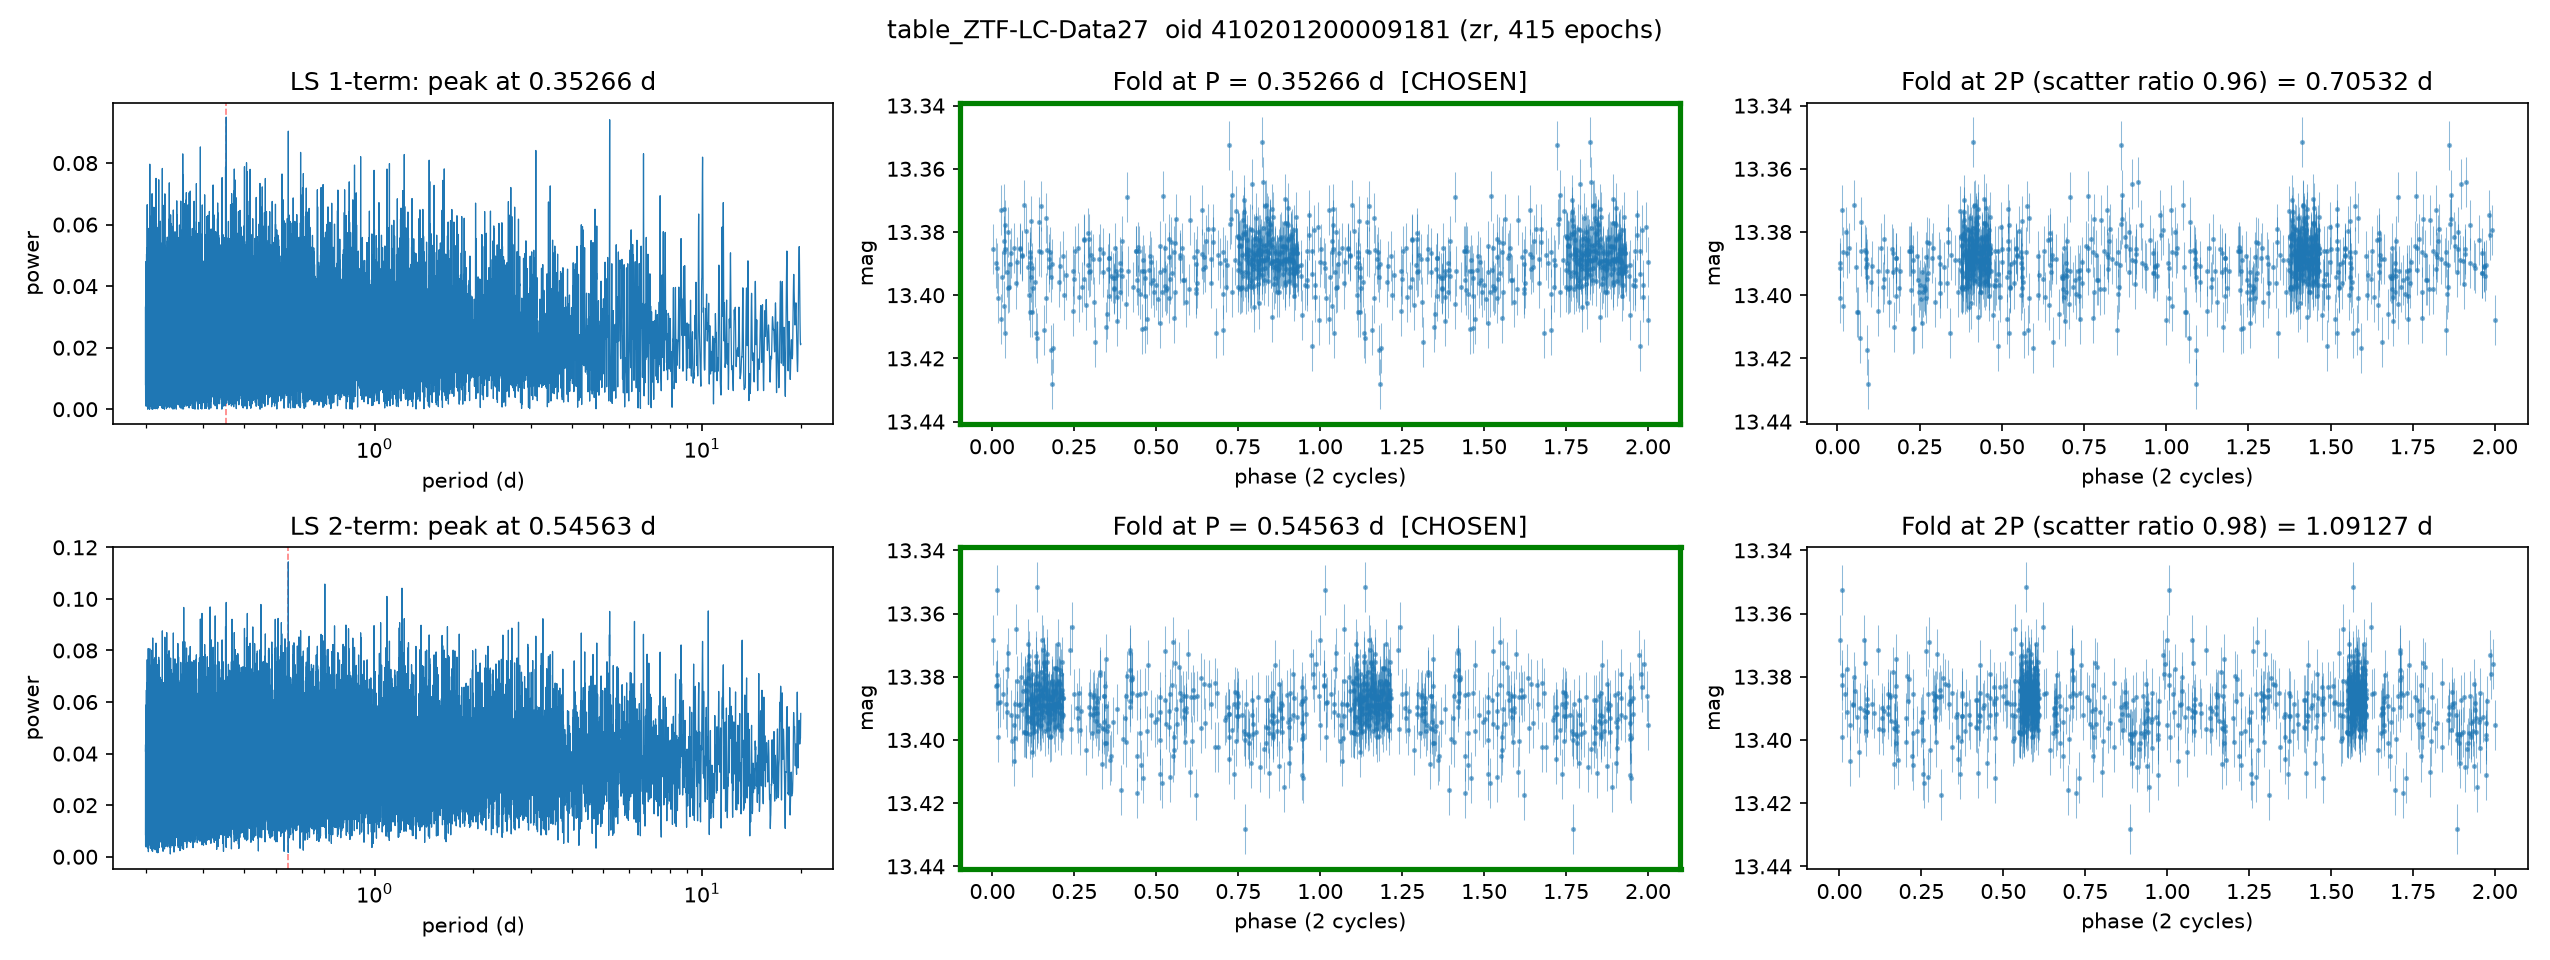 table_ZTF-LC-Data27  oid 410201200009181 (zr, 415 epochs)
LS 1-term: peak at 0.35266 d
power
0.08
0.06
0.04
0.02
0.00
10^0
10^1
period (d)
Fold at P = 0.35266 d  [CHOSEN]
mag
13.34
13.36
13.38
13.40
13.42
13.44
0.00 0.25 0.50 0.75 1.00 1.25 1.50 1.75 2.00
phase (2 cycles)
Fold at 2P (scatter ratio 0.96) = 0.70532 d
mag
13.34
13.36
13.38
13.40
13.42
13.44
0.00 0.25 0.50 0.75 1.00 1.25 1.50 1.75 2.00
phase (2 cycles)
LS 2-term: peak at 0.54563 d
power
0.12
0.10
0.08
0.06
0.04
0.02
0.00
10^0
10^1
period (d)
Fold at P = 0.54563 d  [CHOSEN]
mag
13.34
13.36
13.38
13.40
13.42
13.44
0.00 0.25 0.50 0.75 1.00 1.25 1.50 1.75 2.00
phase (2 cycles)
Fold at 2P (scatter ratio 0.98) = 1.09127 d
mag
13.34
13.36
13.38
13.40
13.42
13.44
0.00 0.25 0.50 0.75 1.00 1.25 1.50 1.75 2.00
phase (2 cycles)